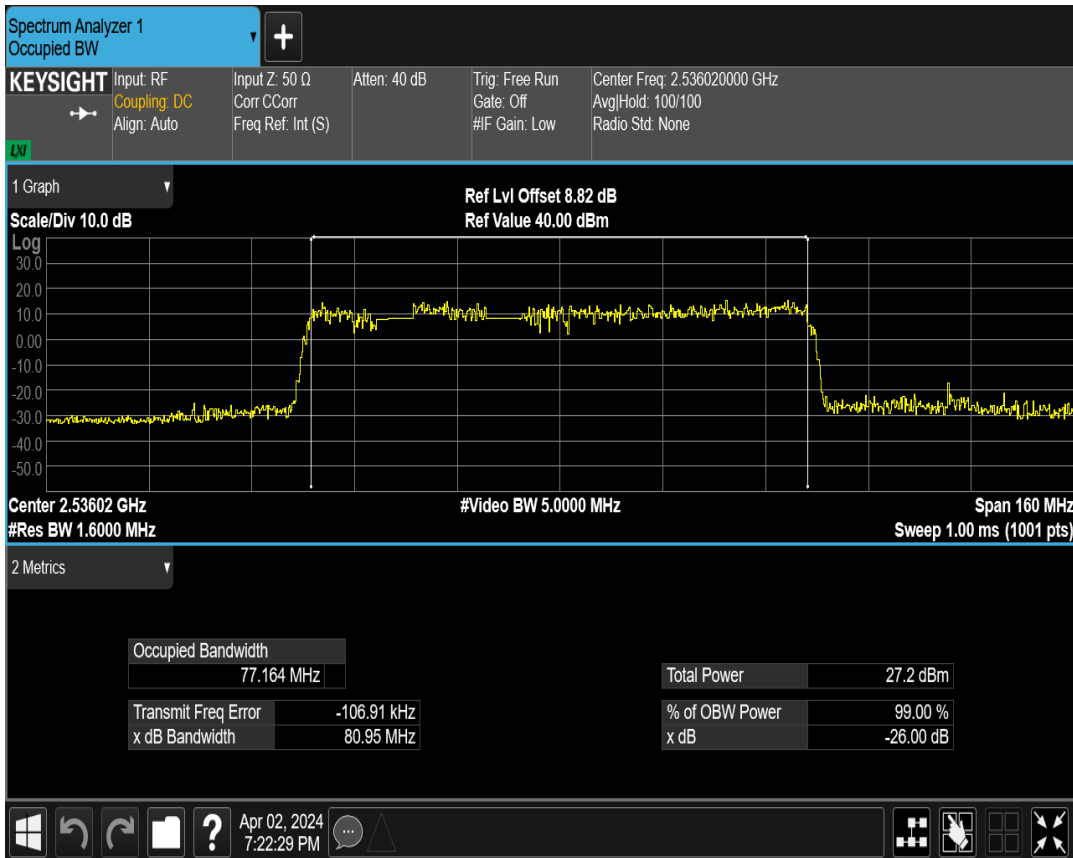 Spectrum Analyzer 1
Occupied BW
KEYSIGHT
LXI
Input: RF
Coupling: DC
Align: Auto
Input Z: 50 Ω
Corr CCorr
Freq Ref: Int (S)
Atten: 40 dB
Trig: Free Run
Gate: Off
#IF Gain: Low
Center Freq: 2.536020000 GHz
Avg|Hold: 100/100
Radio Std: None
1 Graph
Scale/Div 10.0 dB
Ref Lvl Offset 8.82 dB
Ref Value 40.00 dBm
Log
30.0
20.0
10.0
0.00
-10.0
-20.0
-30.0
-40.0
-50.0
Center 2.53602 GHz
#Video BW 5.0000 MHz
Span 160 MHz
#Res BW 1.6000 MHz
Sweep 1.00 ms (1001 pts)
2 Metrics
Occupied Bandwidth
77.164 MHz
Transmit Freq Error -106.91 kHz
x dB Bandwidth 80.95 MHz
Total Power 27.2 dBm
% of OBW Power 99.00 %
x dB -26.00 dB
?
Apr 02, 2024
7:22:29 PM